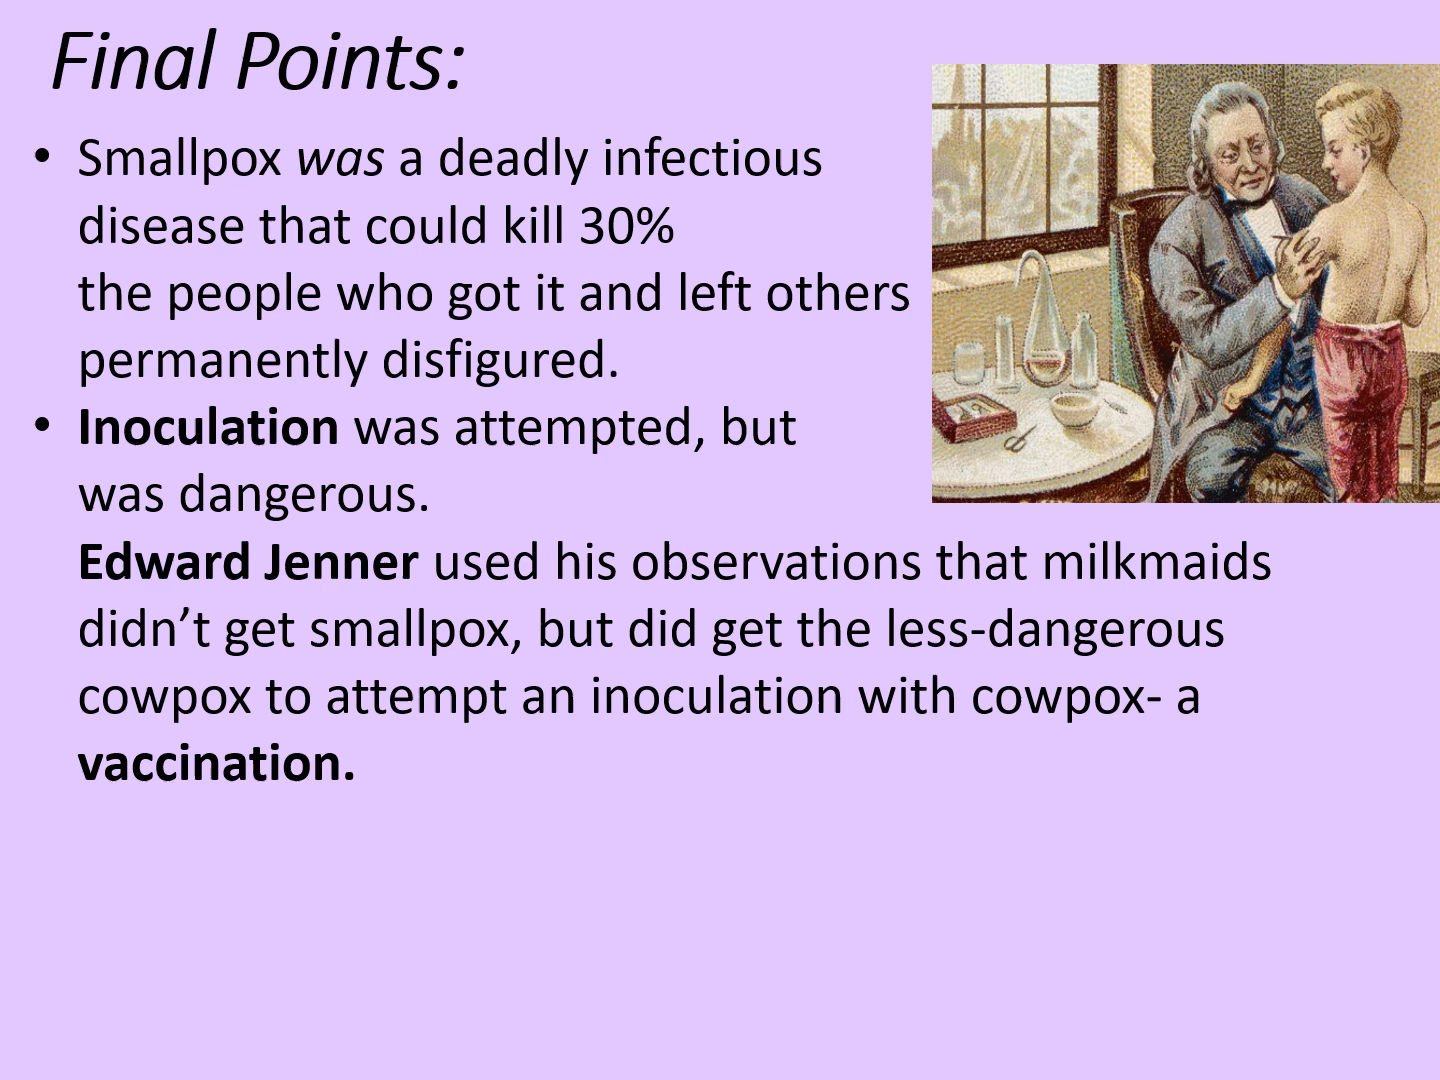 Final Points:
• Smallpox was a deadly infectious
disease that could kill 30%
the people who got it and left others
permanently disfigured.
• Inoculation was attempted, but
was dangerous.
Edward Jenner used his observations that milkmaids
didn’t get smallpox, but did get the less-dangerous
cowpox to attempt an inoculation with cowpox- a
vaccination.